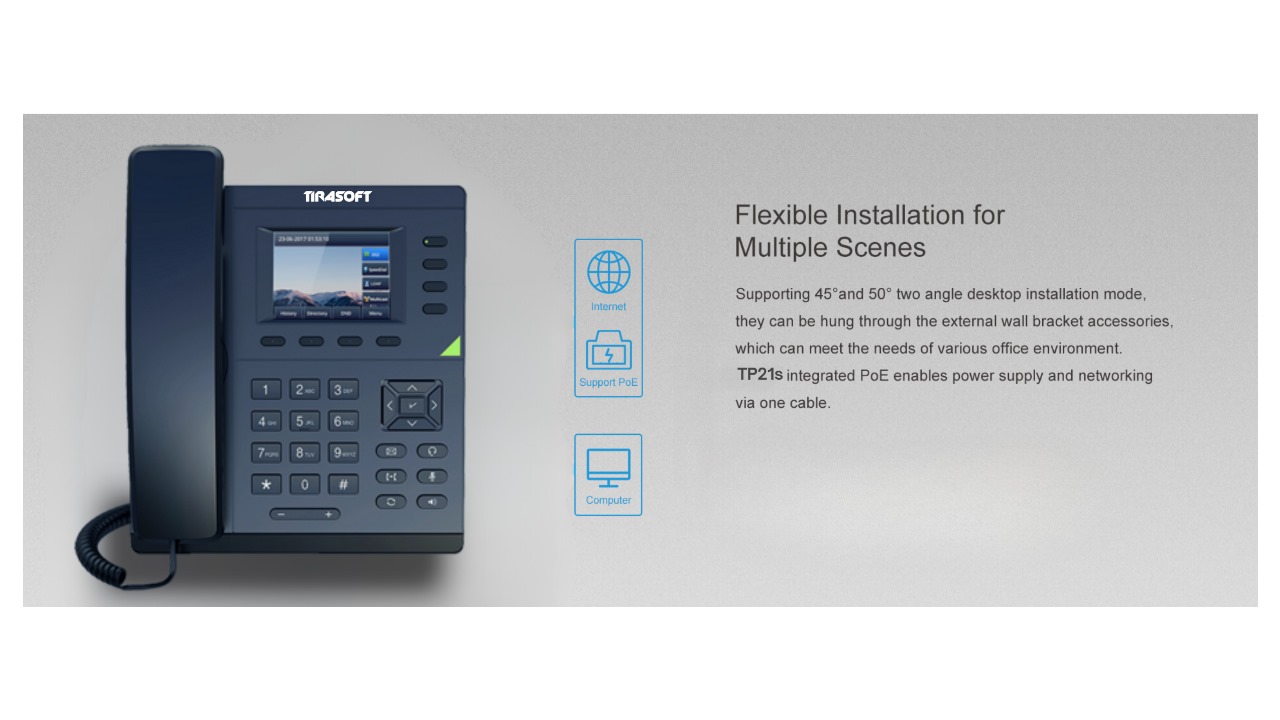 TIRASOFT
23-06-2017 01:53:10
History Directory DND Menu
1 2 ABC 3 DEF
4 GHI 5 JKL 6 MNO
7 PQRS 8 TUV 9 WXYZ
* 0 #
− +
Internet
Support PoE
Computer
Flexible Installation for
Multiple Scenes
Supporting 45°and 50° two angle desktop installation mode,
they can be hung through the external wall bracket accessories,
which can meet the needs of various office environment.
TP21s integrated PoE enables power supply and networking
via one cable.